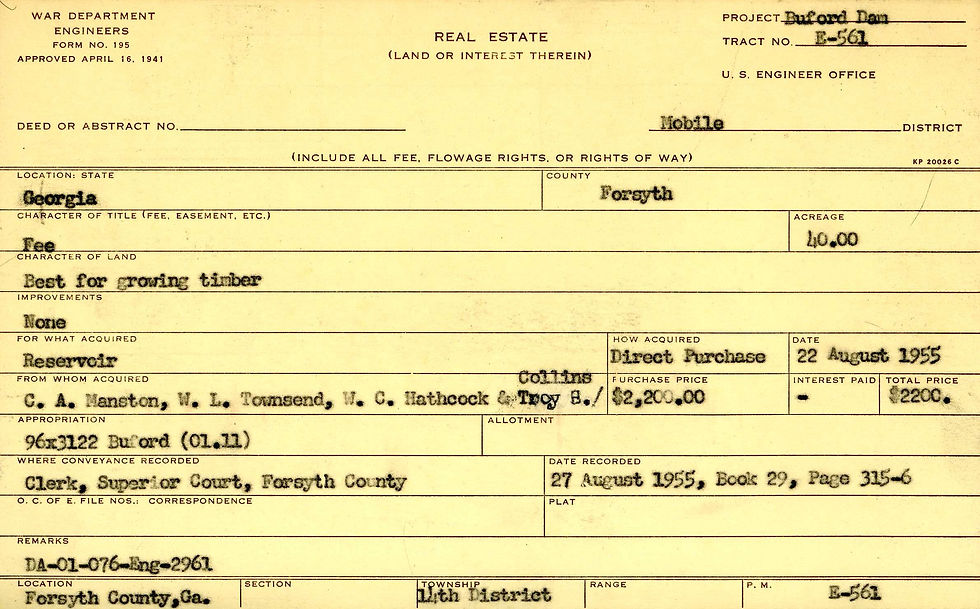 WAR DEPARTMENT
ENGINEERS
FORM NO. 195
APPROVED APRIL 16, 1941
REAL ESTATE
(LAND OR INTEREST THEREIN)
PROJECT Buford Dam
TRACT NO. E-561
U. S. ENGINEER OFFICE
DEED OR ABSTRACT NO.
Mobile DISTRICT
(INCLUDE ALL FEE, FLOWAGE RIGHTS, OR RIGHTS OF WAY)
KP 20026 C
LOCATION: STATE
Georgia
COUNTY
Forsyth
CHARACTER OF TITLE (FEE, EASEMENT, ETC.)
Fee
ACREAGE
40.00
CHARACTER OF LAND
Best for growing timber
IMPROVEMENTS
None
FOR WHAT ACQUIRED
Reservoir
HOW ACQUIRED
Direct Purchase
DATE
22 August 1955
FROM WHOM ACQUIRED
Collins
C. A. Manston, W. L. Townsend, W. C. Hathcock & Troy S./
PURCHASE PRICE
$2,200.00
INTEREST PAID
-
TOTAL PRICE
$2200.
APPROPRIATION
96x3122 Buford (01.11)
ALLOTMENT
WHERE CONVEYANCE RECORDED
Clerk, Superior Court, Forsyth County
DATE RECORDED
27 August 1955, Book 29, Page 315-6
O. C. OF E. FILE NOS.: CORRESPONDENCE
PLAT
REMARKS
DA-01-076-Eng-2961
LOCATION
Forsyth County,Ga.
SECTION
TOWNSHIP
14th District
RANGE
P. M.
E-561